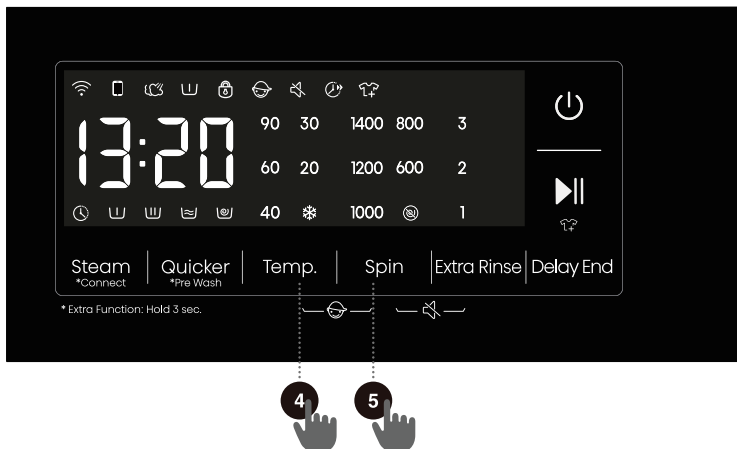 13:20
90 30 1400 800 3
60 20 1200 600 2
40 1000 1
Steam Quicker Temp. Spin Extra Rinse Delay End
*Connect *Pre Wash
* Extra Function: Hold 3 sec.
4 5